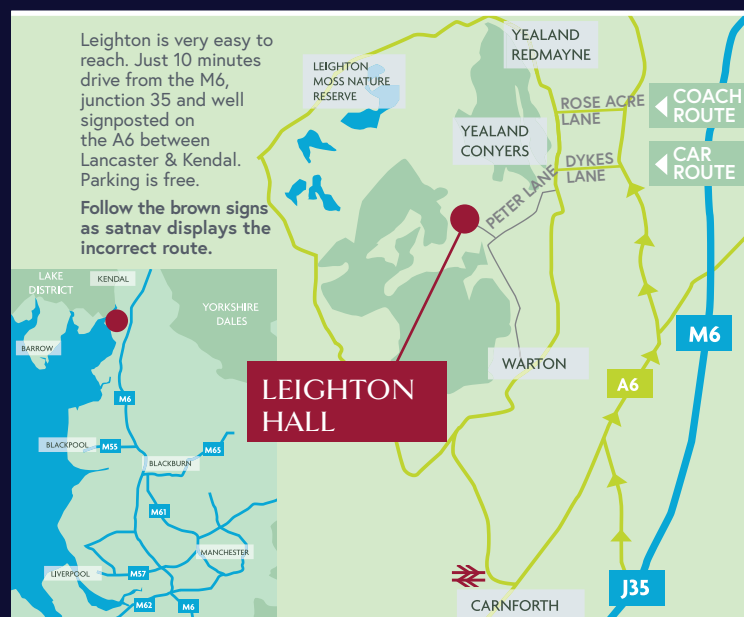 Leighton is very easy to
reach. Just 10 minutes
drive from the M6,
junction 35 and well
signposted on
the A6 between
Lancaster & Kendal.
Parking is free.
Follow the brown signs
as satnav displays the
incorrect route.
LEIGHTON
MOSS NATURE
RESERVE
YEALAND
REDMAYNE
ROSE ACRE
LANE
COACH
ROUTE
YEALAND
CONYERS
DYKES
LANE
CAR
ROUTE
PETER LANE
WARTON
M6
A6
LEIGHTON
HALL
J35
CARNFORTH
LAKE
DISTRICT
KENDAL
YORKSHIRE
DALES
BARROW
M6
BLACKPOOL
M55
M65
BLACKBURN
M61
MANCHESTER
LIVERPOOL
M57
M62
M6